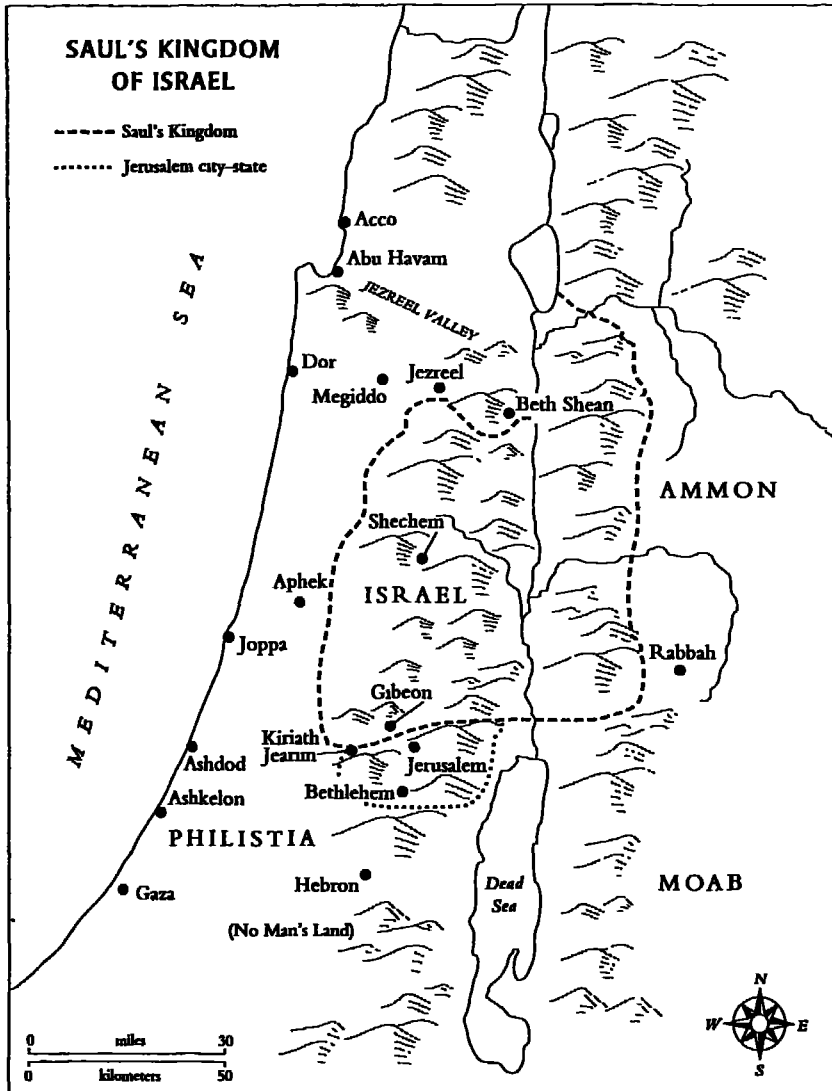 SAUL'S KINGDOM
OF ISRAEL
Saul's Kingdom
Jerusalem city-state
MEDITERRANEAN SEA
Acco
Abu Havam
JEZREEL VALLEY
Dor
Megiddo
Jezreel
Beth Shean
AMMON
Shechem
ISRAEL
Aphek
Joppa
Rabbah
Gibeon
Kiriath
Jearim
Jerusalem
Ashdod
Bethlehem
Ashkelon
PHILISTIA
Hebron
Dead
Sea
MOAB
Gaza
(No Man's Land)
N
W E
S
0 miles 30
0 kilometers 50